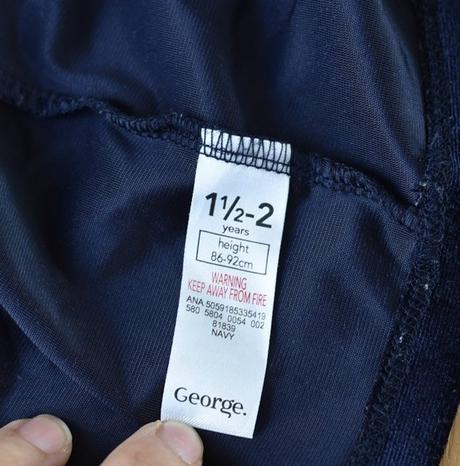 1½-2
years
height
86-92cm
WARNING
KEEP AWAY FROM FIRE
ANA 5059185335419
580 5804 0054 002
81839
NAVY
George.